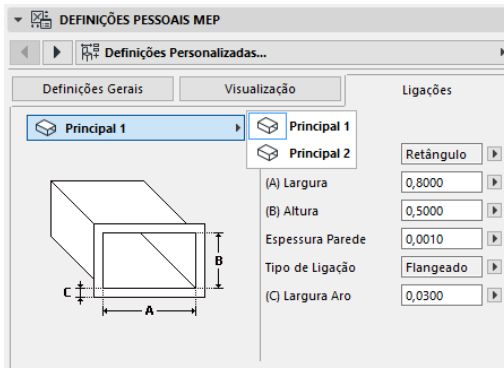 DEFINIÇÕES PESSOAIS MEP
Definições Personalizadas...
Definições Gerais
Visualização
Ligações
Principal 1
Principal 1
Principal 2
Retângulo
(A) Largura
0,8000
(B) Altura
0,5000
Espessura Parede
0,0010
Tipo de Ligação
Flangeado
(C) Largura Aro
0,0300
B
C
A